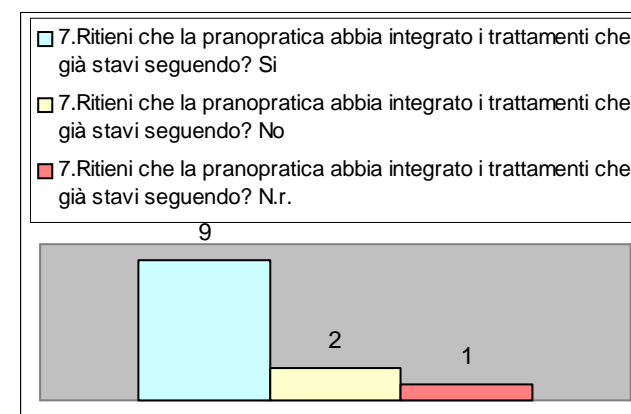 7.Ritieni che la pranopratica abbia integrato i trattamenti che
già stavi seguendo? Si
7.Ritieni che la pranopratica abbia integrato i trattamenti che
già stavi seguendo? No
7.Ritieni che la pranopratica abbia integrato i trattamenti che
già stavi seguendo? N.r.
9
2
1